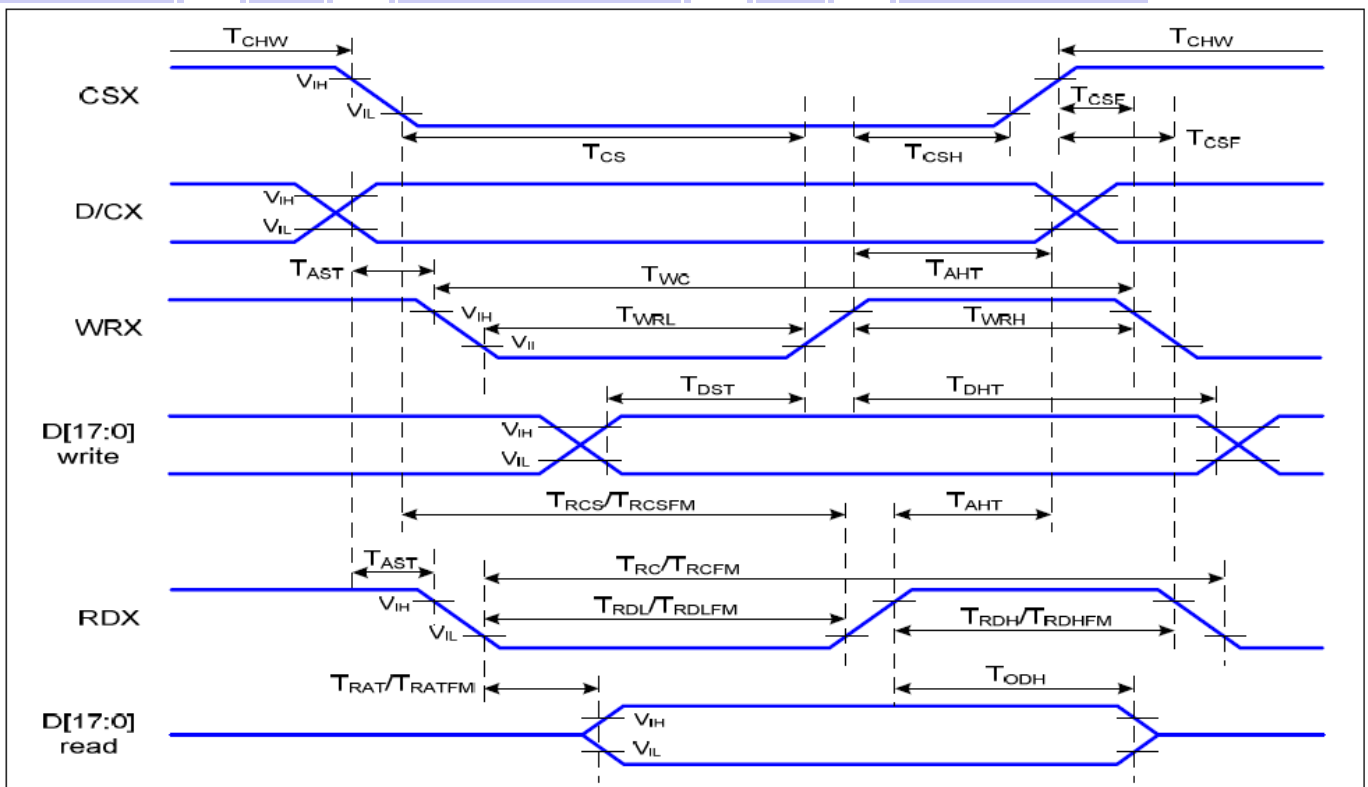 TCHW TCHW
VIH
CSX TCSF
VIL
TCS TCSH TCSF
VIH
D/CX
VIL
TAST TWC TAHT
VIH
WRX TWRL TWRH
VIl
TDST TDHT
D[17:0] VIH
write VIL
TRCS/TRCSFM TAHT
TAST TRC/TRCFM
VIH TRDL/TRDLFM TRDH/TRDHFM
RDX
VIL
TRAT/TRATFM TODH
D[17:0] VIH
read VIL